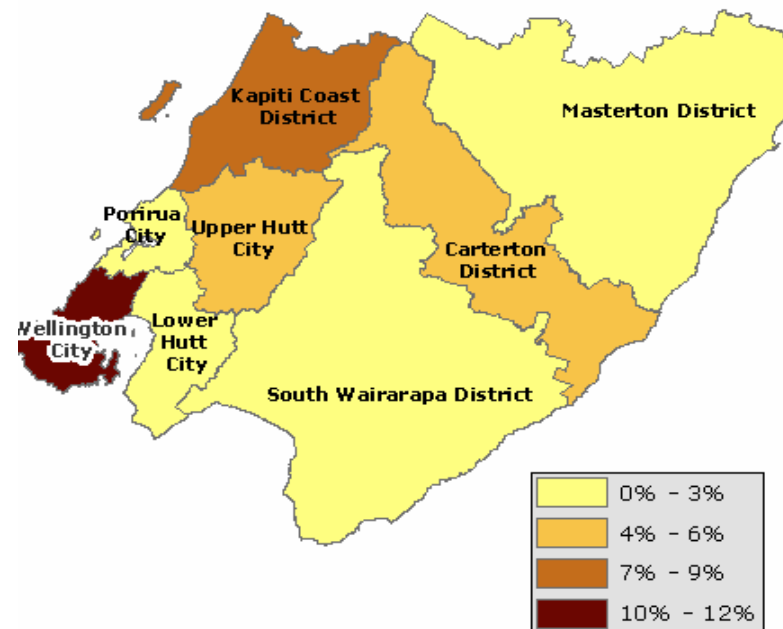 Kapiti Coast
District
Masterton District
Porirua
City
Upper Hutt
City
Carterton
District
Wellington
City
Lower
Hutt
City
South Wairarapa District
0% - 3%
4% - 6%
7% - 9%
10% - 12%